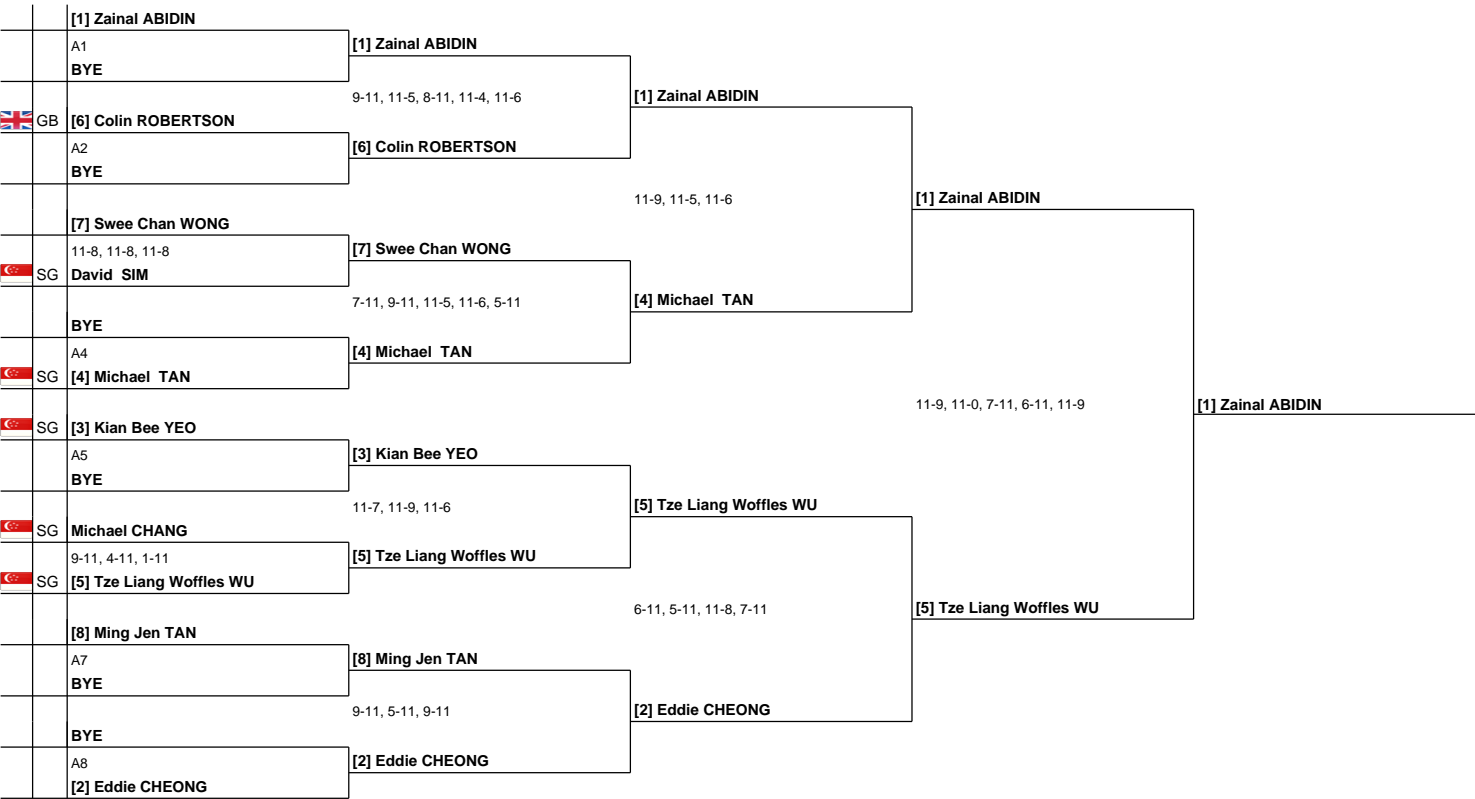 [1] Zainal ABIDIN
A1
BYE
GB [6] Colin ROBERTSON
A2
BYE
[7] Swee Chan WONG
11-8, 11-8, 11-8
SG David  SIM
BYE
A4
SG [4] Michael  TAN
SG [3] Kian Bee YEO
A5
BYE
SG Michael CHANG
9-11, 4-11, 1-11
SG [5] Tze Liang Woffles WU
[8] Ming Jen TAN
A7
BYE
BYE
A8
[2] Eddie CHEONG
[1] Zainal ABIDIN
9-11, 11-5, 8-11, 11-4, 11-6
[6] Colin ROBERTSON
[7] Swee Chan WONG
7-11, 9-11, 11-5, 11-6, 5-11
[4] Michael  TAN
[3] Kian Bee YEO
11-7, 11-9, 11-6
[5] Tze Liang Woffles WU
[8] Ming Jen TAN
9-11, 5-11, 9-11
[2] Eddie CHEONG
[1] Zainal ABIDIN
11-9, 11-5, 11-6
[4] Michael  TAN
[5] Tze Liang Woffles WU
6-11, 5-11, 11-8, 7-11
[2] Eddie CHEONG
[1] Zainal ABIDIN
11-9, 11-0, 7-11, 6-11, 11-9
[5] Tze Liang Woffles WU
[1] Zainal ABIDIN